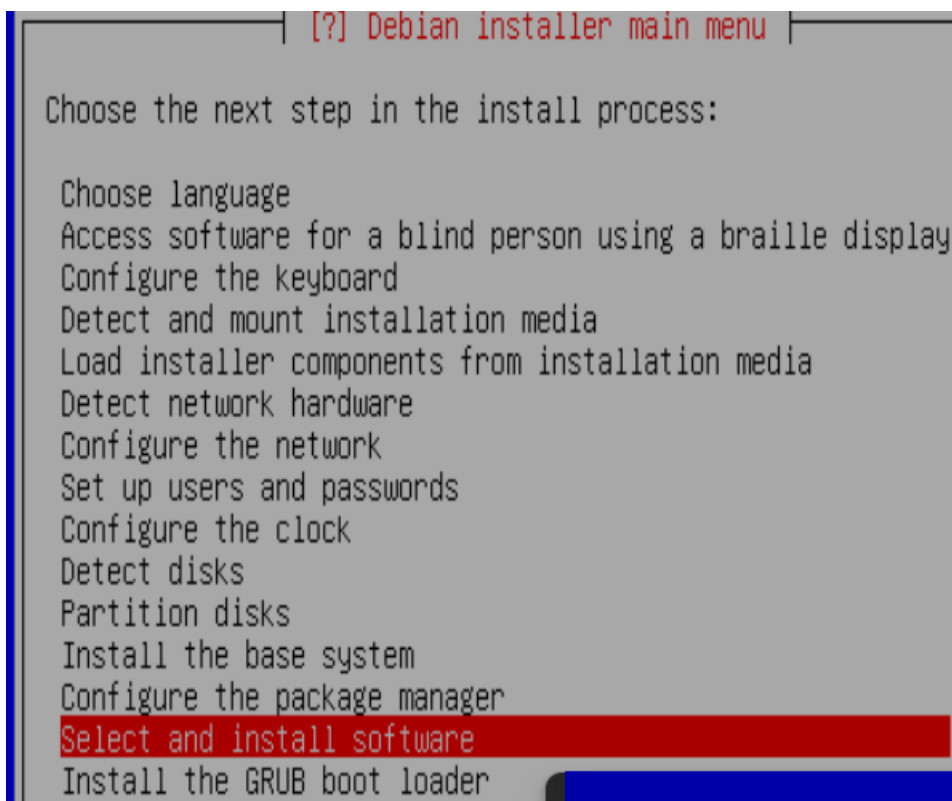 [?] Debian installer main menu
Choose the next step in the install process:
Choose language
Access software for a blind person using a braille display
Configure the keyboard
Detect and mount installation media
Load installer components from installation media
Detect network hardware
Configure the network
Set up users and passwords
Configure the clock
Detect disks
Partition disks
Install the base system
Configure the package manager
Select and install software
Install the GRUB boot loader